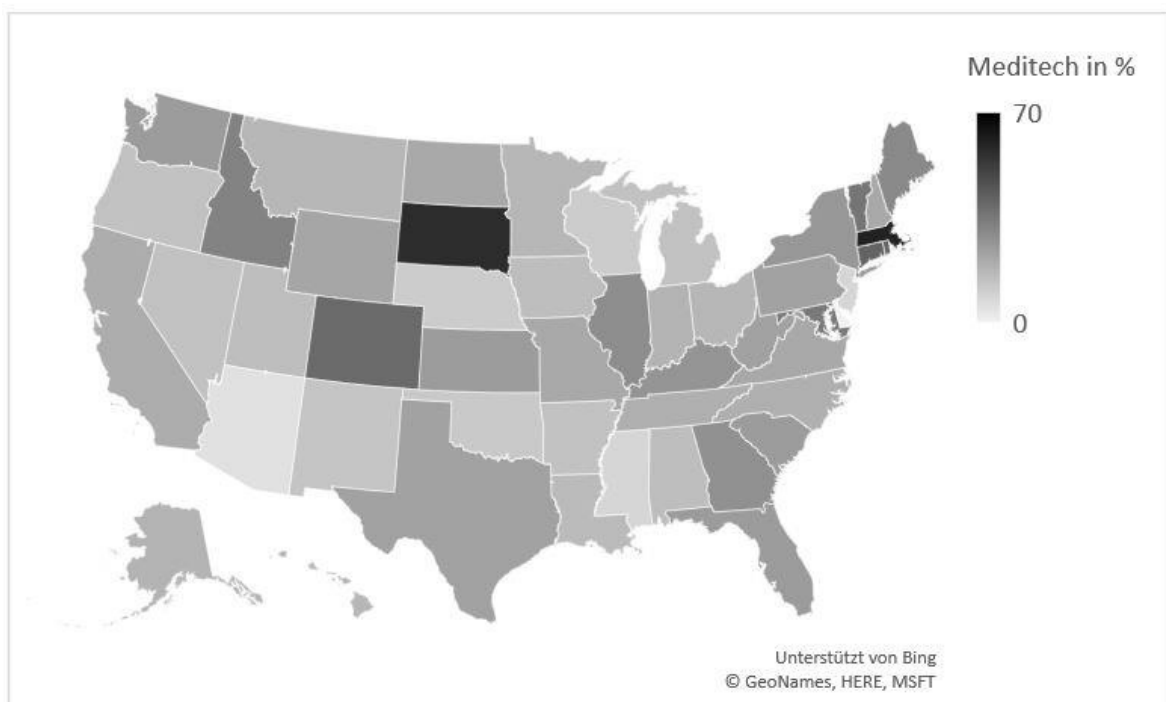 Meditech in %
70
0
Unterstützt von Bing
© GeoNames, HERE, MSFT